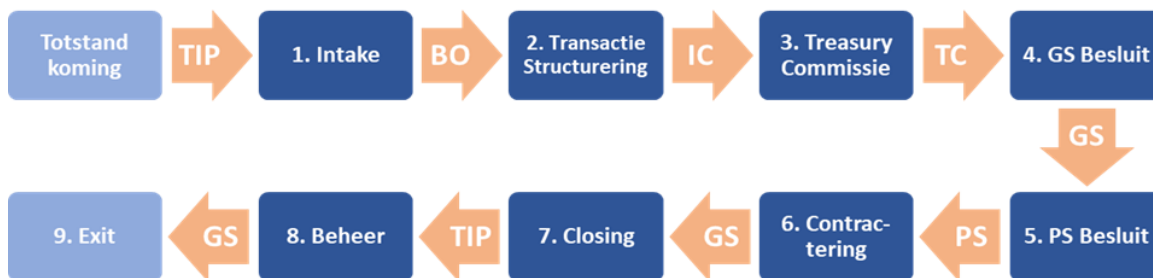 Totstand
koming
TIP
1. Intake
BO
2. Transactie
Structurering
IC
3. Treasury
Commissie
TC
4. GS Besluit
GS
5. PS Besluit
PS
6. Contrac-
tering
GS
7. Closing
TIP
8. Beheer
GS
9. Exit